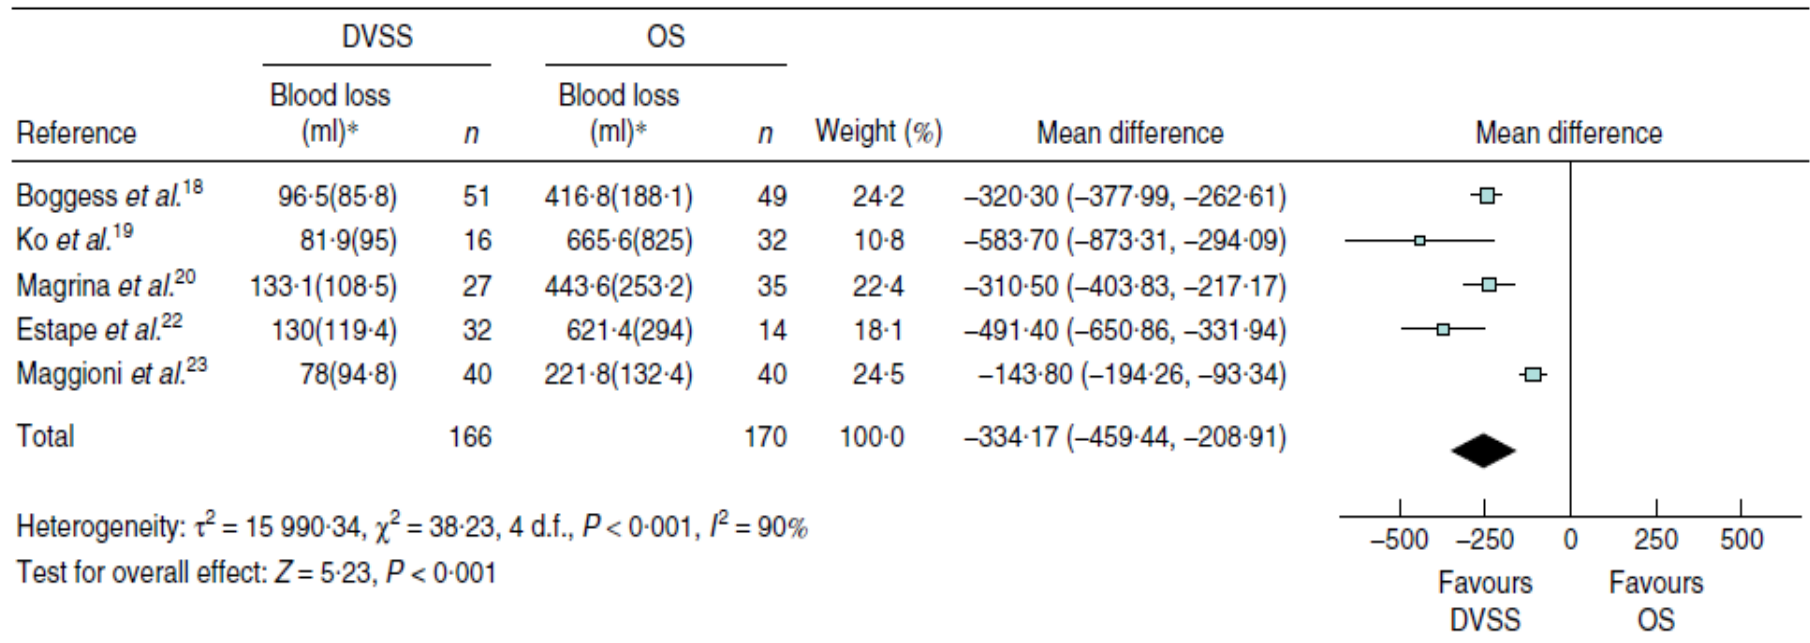 DVSS OS
Blood loss Blood loss
Reference (ml)* n (ml)* n Weight (%) Mean difference Mean difference
Boggess et al.18 96·5(85·8) 51 416·8(188·1) 49 24·2 −320·30 (−377·99, −262·61)
Ko et al.19 81·9(95) 16 665·6(825) 32 10·8 −583·70 (−873·31, −294·09)
Magrina et al.20 133·1(108·5) 27 443·6(253·2) 35 22·4 −310·50 (−403·83, −217·17)
Estape et al.22 130(119·4) 32 621·4(294) 14 18·1 −491·40 (−650·86, −331·94)
Maggioni et al.23 78(94·8) 40 221·8(132·4) 40 24·5 −143·80 (−194·26, −93·34)
Total 166 170 100·0 −334·17 (−459·44, −208·91)
Heterogeneity: τ2 = 15 990·34, χ2 = 38·23, 4 d.f., P < 0·001, I2 = 90%
Test for overall effect: Z = 5·23, P < 0·001
−500 −250 0 250 500
Favours Favours
DVSS OS